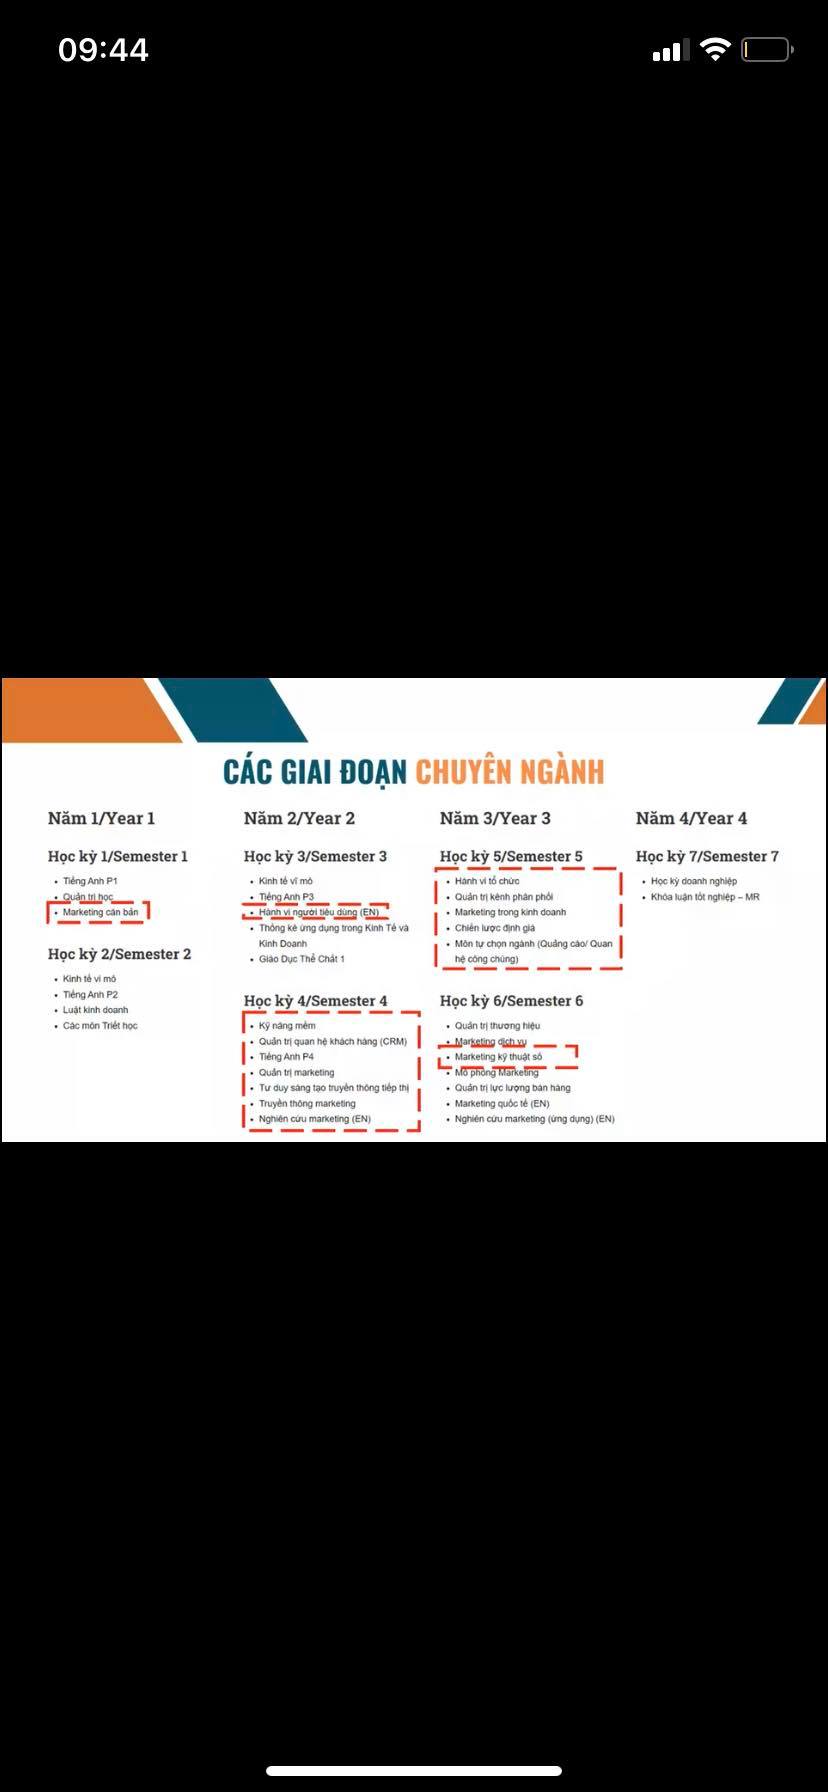 09:44
CÁC GIAI ĐOẠN CHUYÊN NGÀNH
Năm 1/Year 1
Học kỳ 1/Semester 1
• Tiếng Anh P1
• Quản trị học
• Marketing căn bản
Học kỳ 2/Semester 2
• Kinh tế vi mô
• Tiếng Anh P2
• Luật kinh doanh
• Các môn Triết học
Năm 2/Year 2
Học kỳ 3/Semester 3
• Kinh tế vĩ mô
• Tiếng Anh P3
• Hành vi người tiêu dùng (EN)
• Thống kê ứng dụng trong Kinh Tế và
Kinh Doanh
• Giáo Dục Thể Chất 1
Học kỳ 4/Semester 4
• Kỹ năng mềm
• Quản trị quan hệ khách hàng (CRM)
• Tiếng Anh P4
• Quản trị marketing
• Tư duy sáng tạo truyền thông tiếp thị
• Truyền thông marketing
• Nghiên cứu marketing (EN)
Năm 3/Year 3
Học kỳ 5/Semester 5
• Hành vi tổ chức
• Quản trị kênh phân phối
• Marketing trong kinh doanh
• Chiến lược định giá
• Môn tự chọn ngành (Quảng cáo/ Quan
hệ công chúng)
Học kỳ 6/Semester 6
• Quản trị thương hiệu
• Marketing dịch vụ
• Marketing kỹ thuật số
• Mô phỏng Marketing
• Quản trị lực lượng bán hàng
• Marketing quốc tế (EN)
• Nghiên cứu marketing (ứng dụng) (EN)
Năm 4/Year 4
Học kỳ 7/Semester 7
• Học kỳ doanh nghiệp
• Khóa luận tốt nghiệp – MR